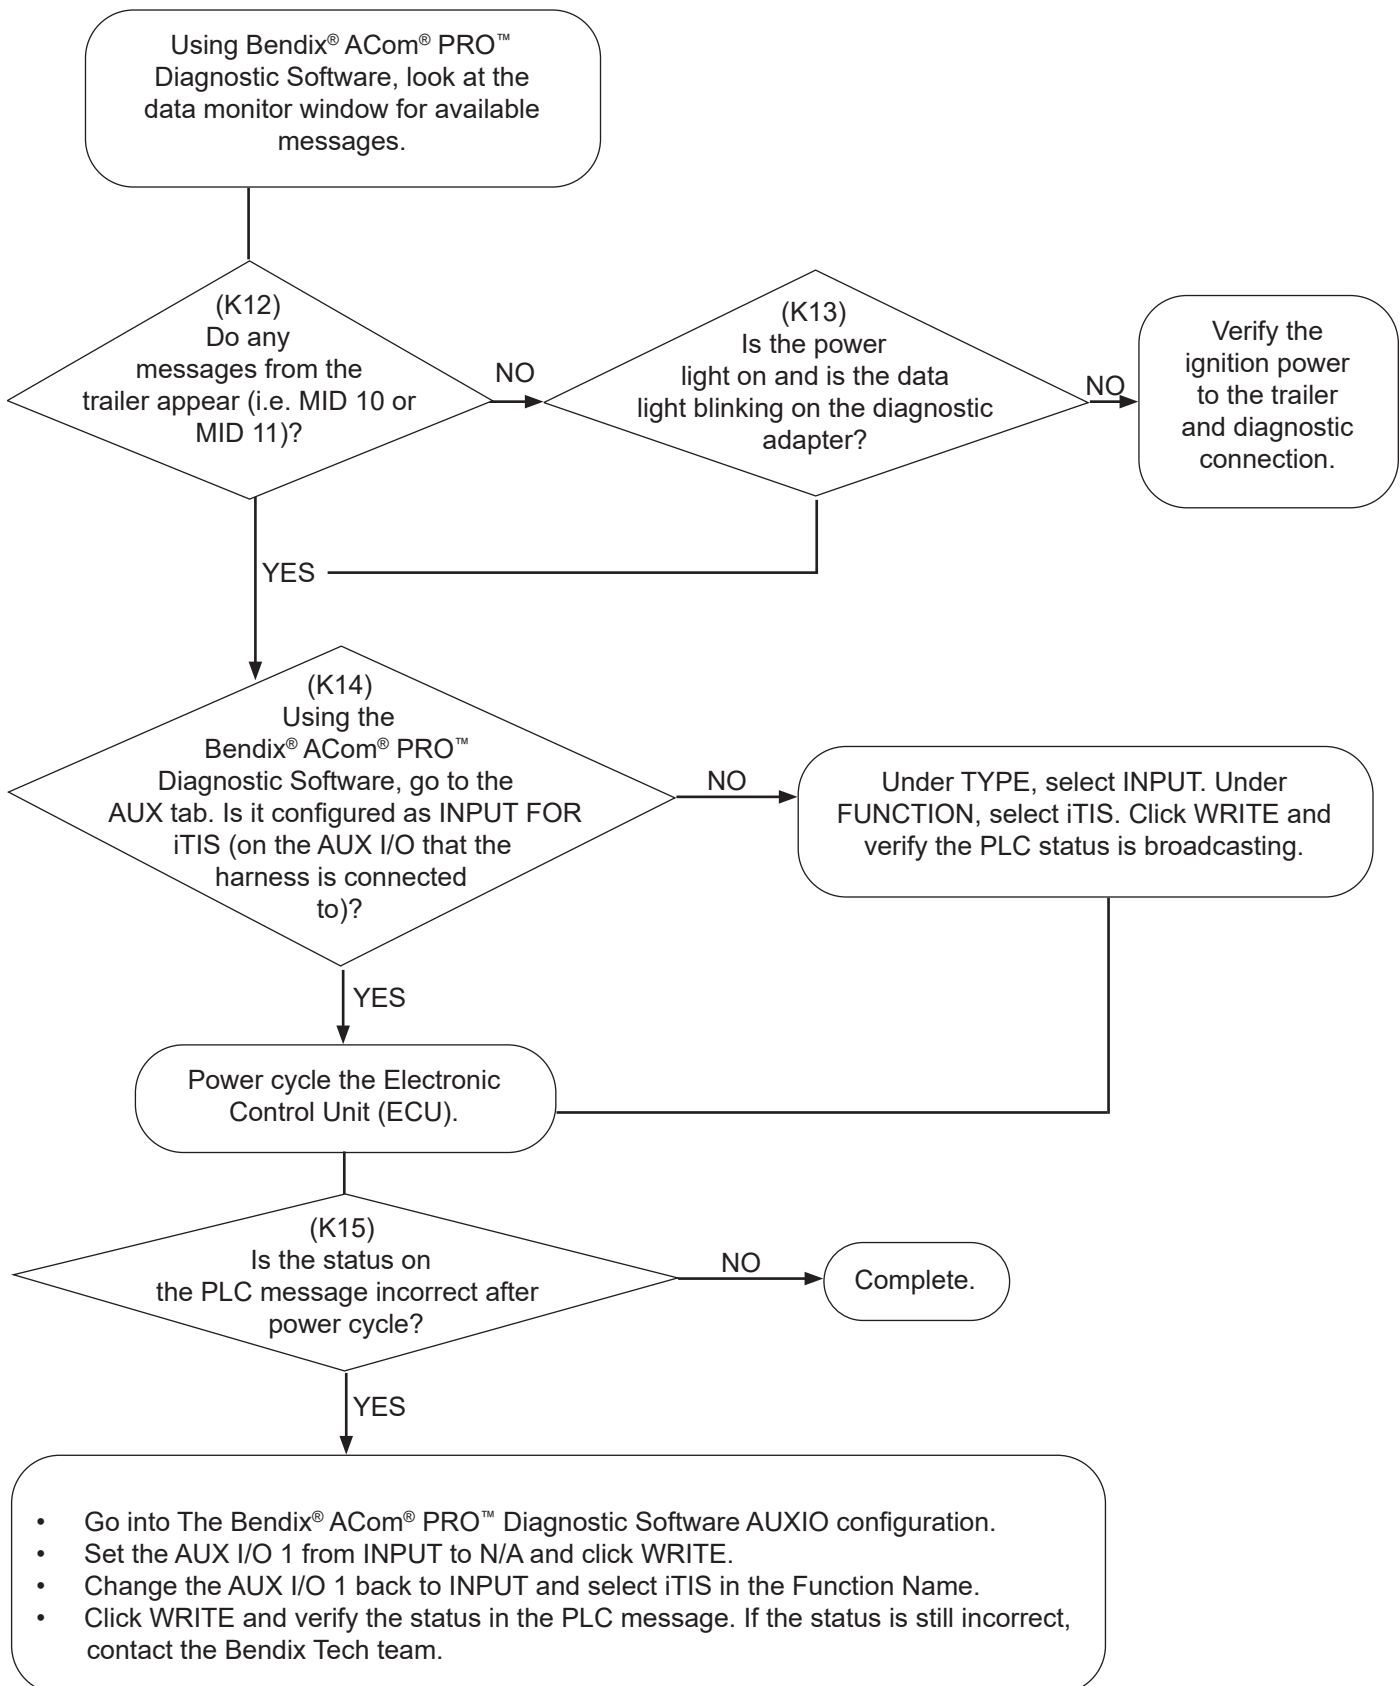 Using Bendix® ACom® PRO™
Diagnostic Software, look at the
data monitor window for available
messages.
(K12)
Do any
messages from the
trailer appear (i.e. MID 10 or
MID 11)?
NO
(K13)
Is the power
light on and is the data
light blinking on the diagnostic
adapter?
NO
Verify the
ignition power
to the trailer
and diagnostic
connection.
YES
(K14)
Using the
Bendix® ACom® PRO™
Diagnostic Software, go to the
AUX tab. Is it configured as INPUT FOR
iTIS (on the AUX I/O that the
harness is connected
to)?
NO
Under TYPE, select INPUT. Under
FUNCTION, select iTIS. Click WRITE and
verify the PLC status is broadcasting.
YES
Power cycle the Electronic
Control Unit (ECU).
(K15)
Is the status on
the PLC message incorrect after
power cycle?
NO
Complete.
YES
• Go into The Bendix® ACom® PRO™ Diagnostic Software AUXIO configuration.
• Set the AUX I/O 1 from INPUT to N/A and click WRITE.
• Change the AUX I/O 1 back to INPUT and select iTIS in the Function Name.
• Click WRITE and verify the status in the PLC message. If the status is still incorrect,
contact the Bendix Tech team.